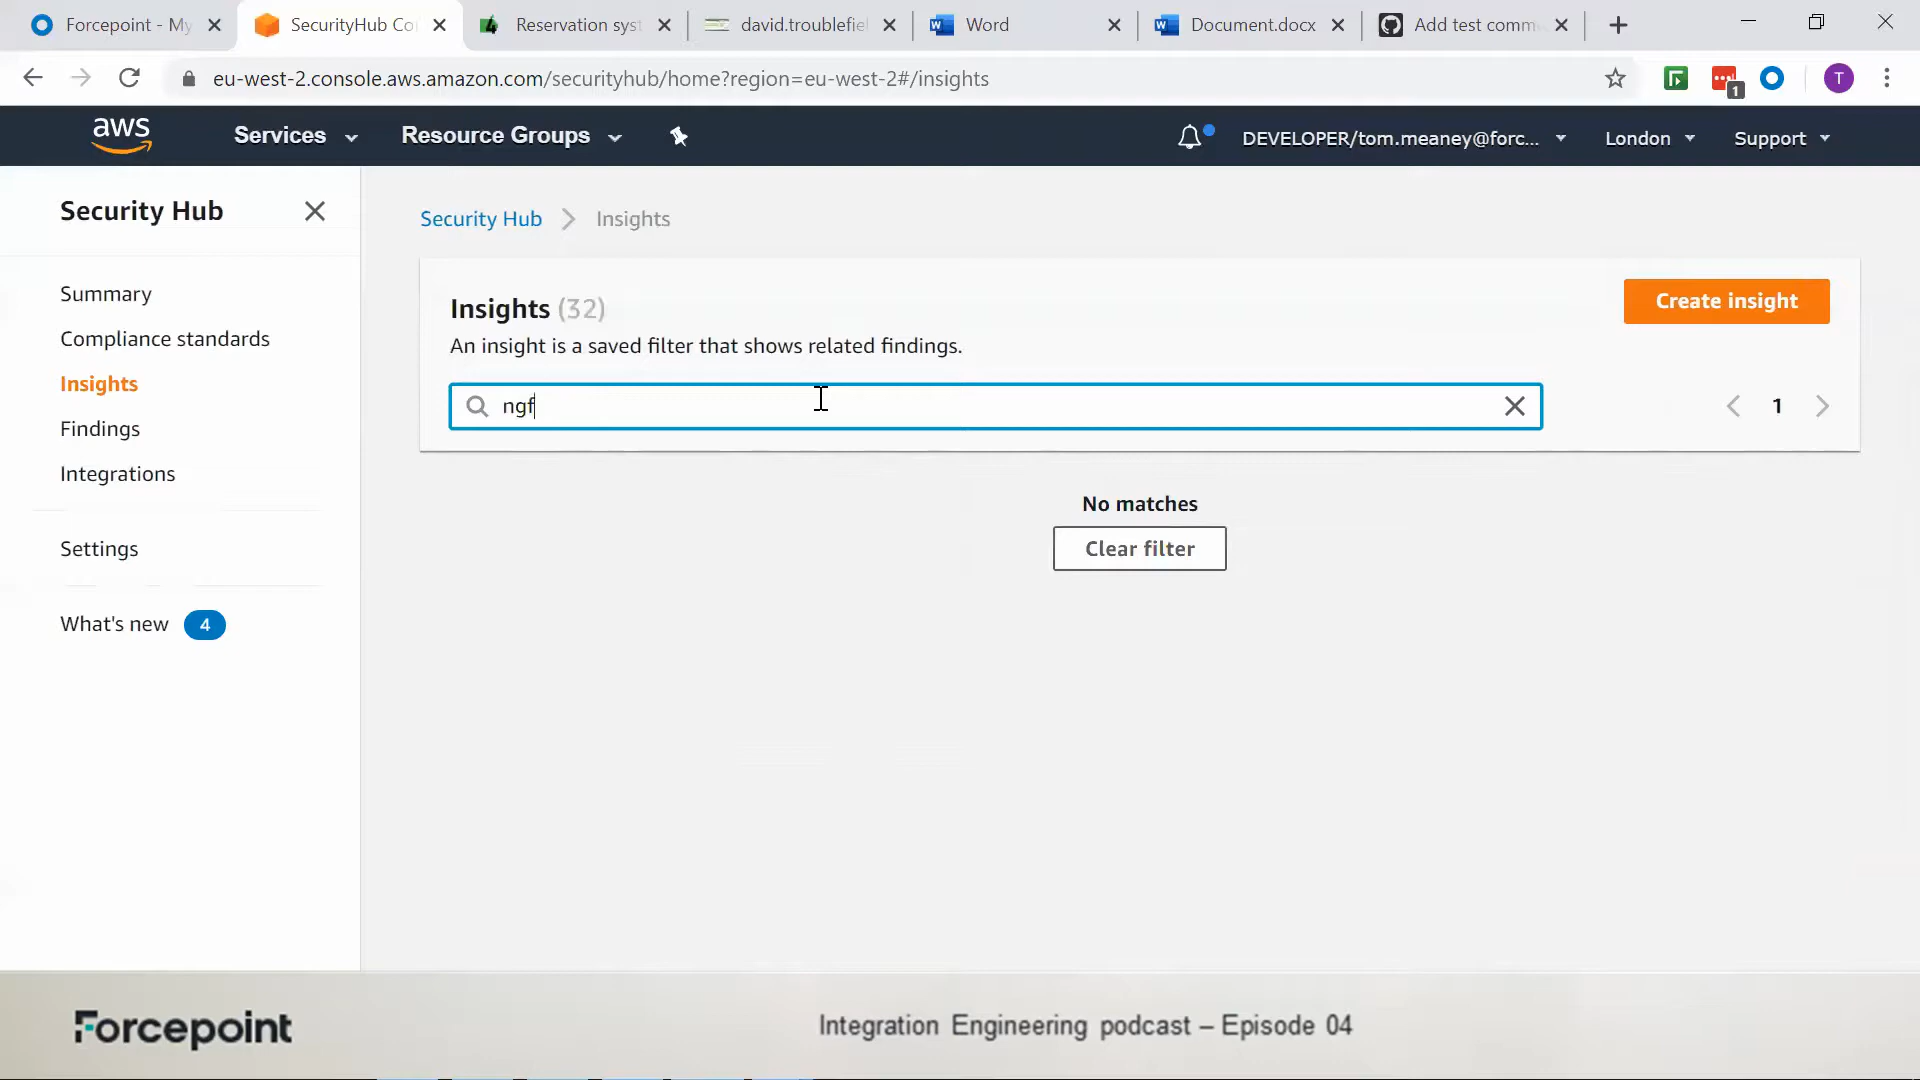 Forcepoint - My
SecurityHub Co
Reservation sys
david.troublefie
Word
Document.docx
Add test comm
eu-west-2.console.aws.amazon.com/securityhub/home?region=eu-west-2#/insights
1
T
aws
Services
Resource Groups
DEVELOPER/tom.meaney@forc...
London
Support
Security Hub
Summary
Compliance standards
Insights
Findings
Integrations
Settings
What's new 4
Security Hub
Insights
Insights (32)
Create insight
An insight is a saved filter that shows related findings.
ngf
1
No matches
Clear filter
Forcepoint
Integration Engineering podcast – Episode 04